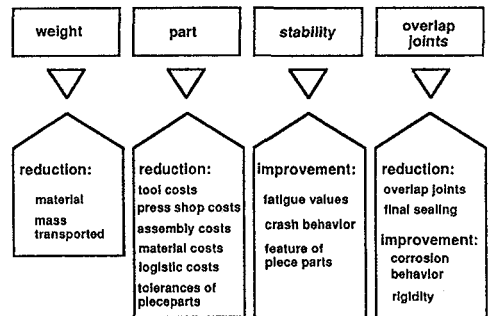 weight
part
stability
overlap
joints
reduction:
material
mass
transported
reduction:
tool costs
press shop costs
assembly costs
material costs
logistic costs
tolerances of
pieceparts
improvement:
fatigue values
crash behavior
feature of
piece parts
reduction:
overlap joints
final sealing
improvement:
corrosion
behavior
rigidity